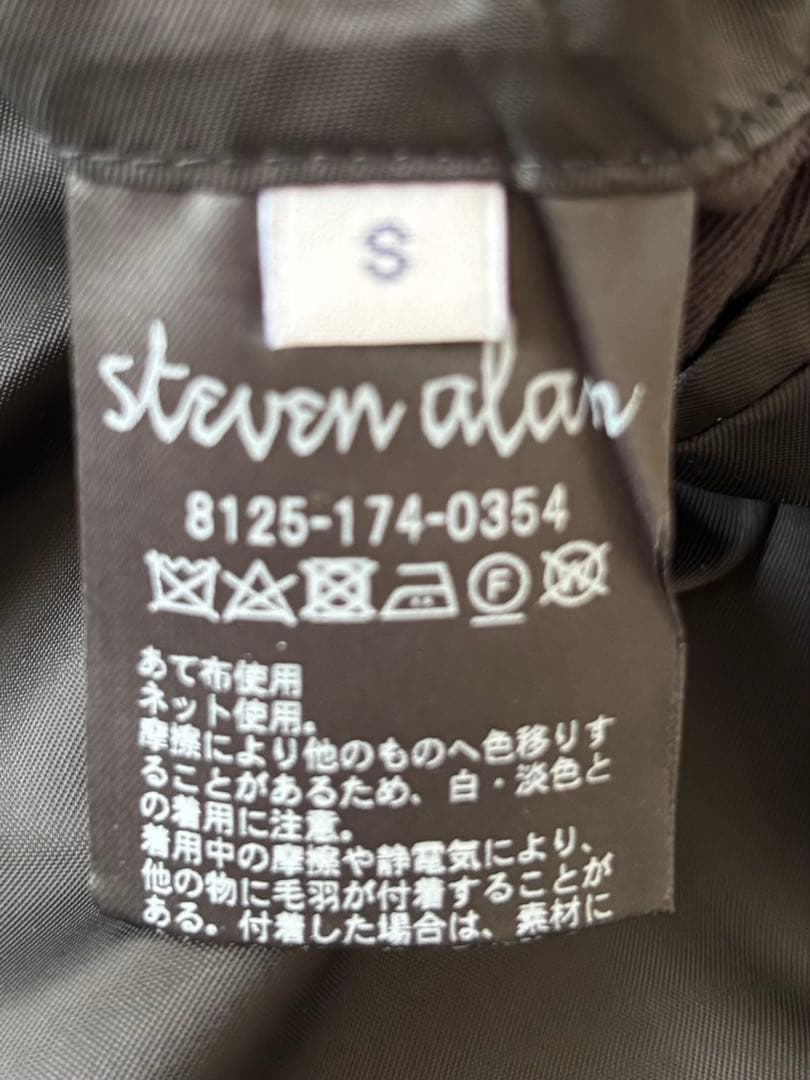 S
steven alan
8125-174-0354
F
W
あて布使用
ネット使用。
摩擦により他のものへ色移りす
ることがあるため、白・淡色と
の着用に注意。
着用中の摩擦や静電気により、
他の物に毛羽が付着することが
ある。付着した場合は、素材に